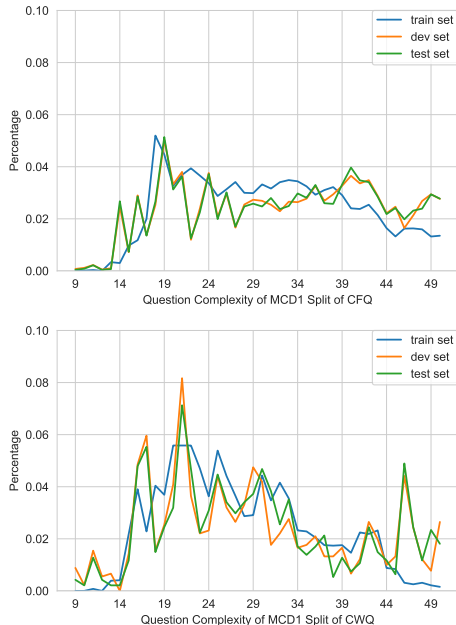 0.10
train set
dev set
test set
0.08
0.06
Percentage
0.04
0.02
0.00
9 14 19 24 29 34 39 44 49
Question Complexity of MCD1 Split of CFQ
0.10
train set
dev set
test set
0.08
0.06
Percentage
0.04
0.02
0.00
9 14 19 24 29 34 39 44 49
Question Complexity of MCD1 Split of CWQ